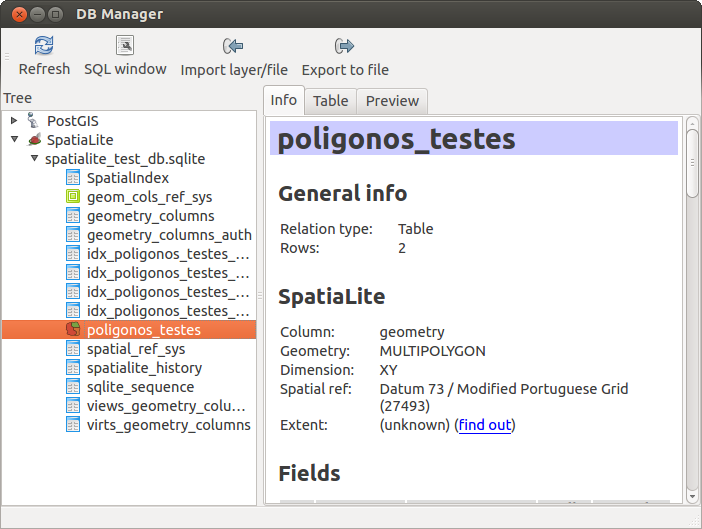 DB Manager
Refresh
SQL window
Import layer/file
Export to file
Tree
PostGIS
SpatiaLite
spatialite_test_db.sqlite
SpatialIndex
geom_cols_ref_sys
geometry_columns
geometry_columns_auth
idx_poligonos_testes_...
idx_poligonos_testes_...
idx_poligonos_testes_...
idx_poligonos_testes_...
poligonos_testes
spatial_ref_sys
spatialite_history
sqlite_sequence
views_geometry_colu...
virts_geometry_columns
Info
Table
Preview
poligonos_testes
General info
Relation type: Table
Rows: 2
SpatiaLite
Column: geometry
Geometry: MULTIPOLYGON
Dimension: XY
Spatial ref: Datum 73 / Modified Portuguese Grid
(27493)
Extent: (unknown) (find out)
Fields